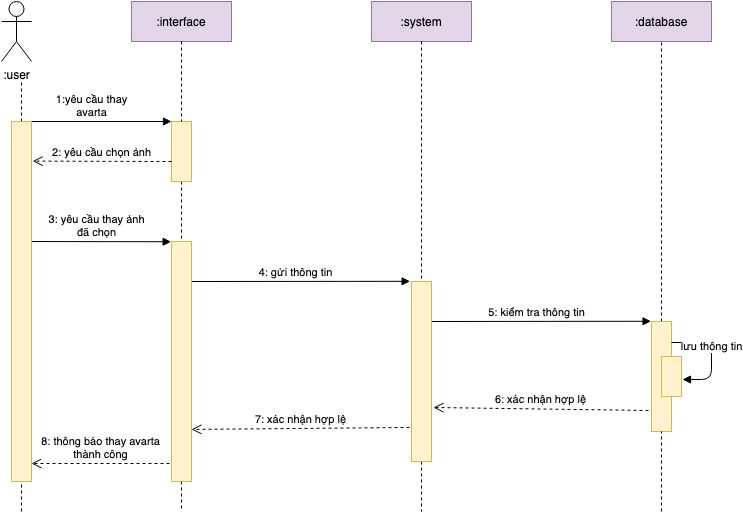 :interface
:system
:database
:user
1:yêu cầu thay
avarta
2: yêu cầu chọn ảnh
3: yêu cầu thay ảnh
đã chọn
4: gửi thông tin
5: kiểm tra thông tin
lưu thông tin
6: xác nhận hợp lệ
7: xác nhận hợp lệ
8: thông báo thay avarta
thành công